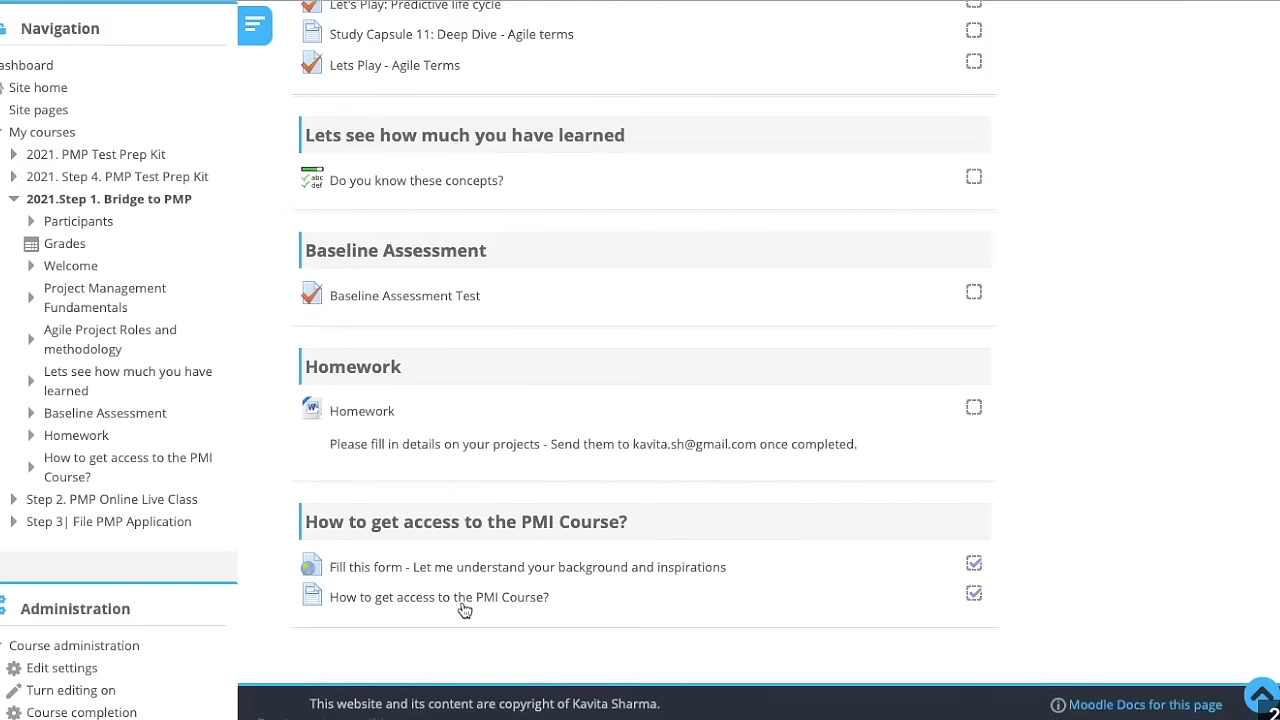 Navigation
ashboard
Site home
Site pages
My courses
2021. PMP Test Prep Kit
2021. Step 4. PMP Test Prep Kit
2021.Step 1. Bridge to PMP
Participants
Grades
Welcome
Project Management
Fundamentals
Agile Project Roles and
methodology
Lets see how much you have
learned
Baseline Assessment
Homework
How to get access to the PMI
Course?
Step 2. PMP Online Live Class
Step 3| File PMP Application
Administration
Course administration
Edit settings
Turn editing on
Course completion
Let's Play: Predictive life cycle
Study Capsule 11: Deep Dive - Agile terms
Lets Play - Agile Terms
Lets see how much you have learned
abc
def
Do you know these concepts?
Baseline Assessment
Baseline Assessment Test
Homework
W
Homework
Please fill in details on your projects - Send them to kavita.sh@gmail.com once completed.
How to get access to the PMI Course?
Fill this form - Let me understand your background and inspirations
How to get access to the PMI Course?
This website and its content are copyright of Kavita Sharma.
Moodle Docs for this page